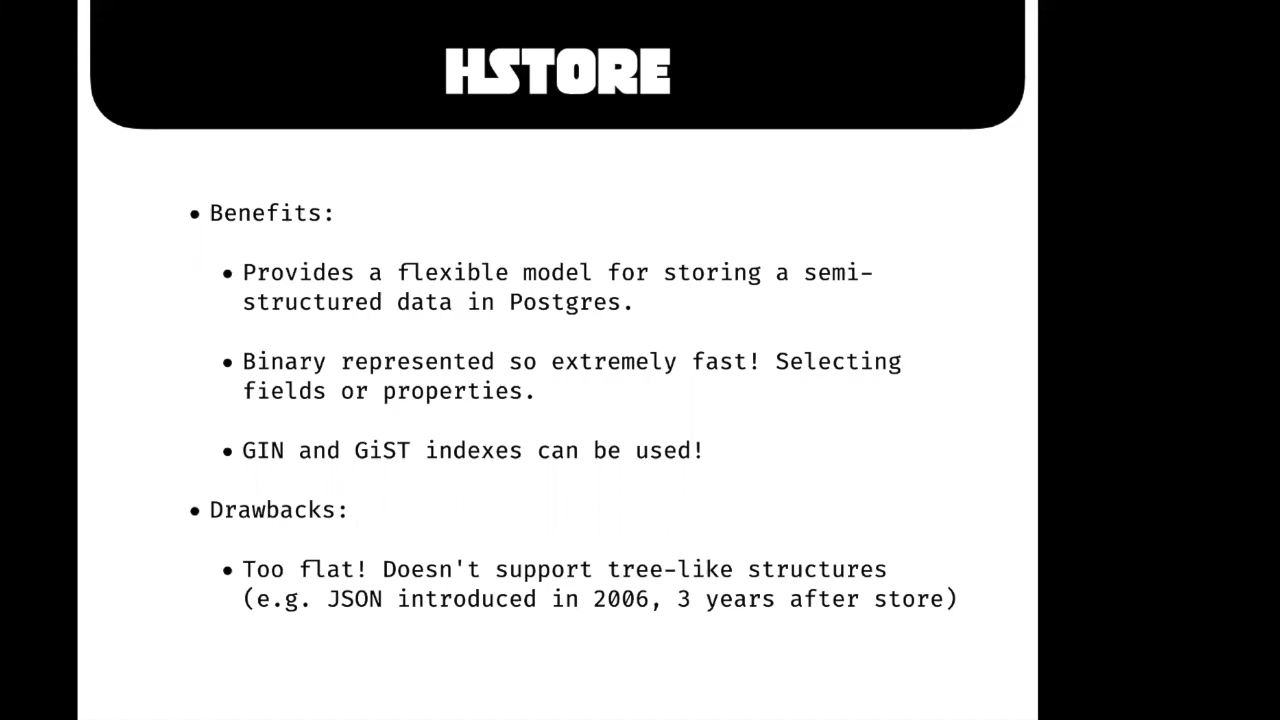 HSTORE
• Benefits:
• Provides a flexible model for storing a semi-
structured data in Postgres.
• Binary represented so extremely fast! Selecting
fields or properties.
• GIN and GiST indexes can be used!
• Drawbacks:
• Too flat! Doesn't support tree-like structures
(e.g. JSON introduced in 2006, 3 years after store)